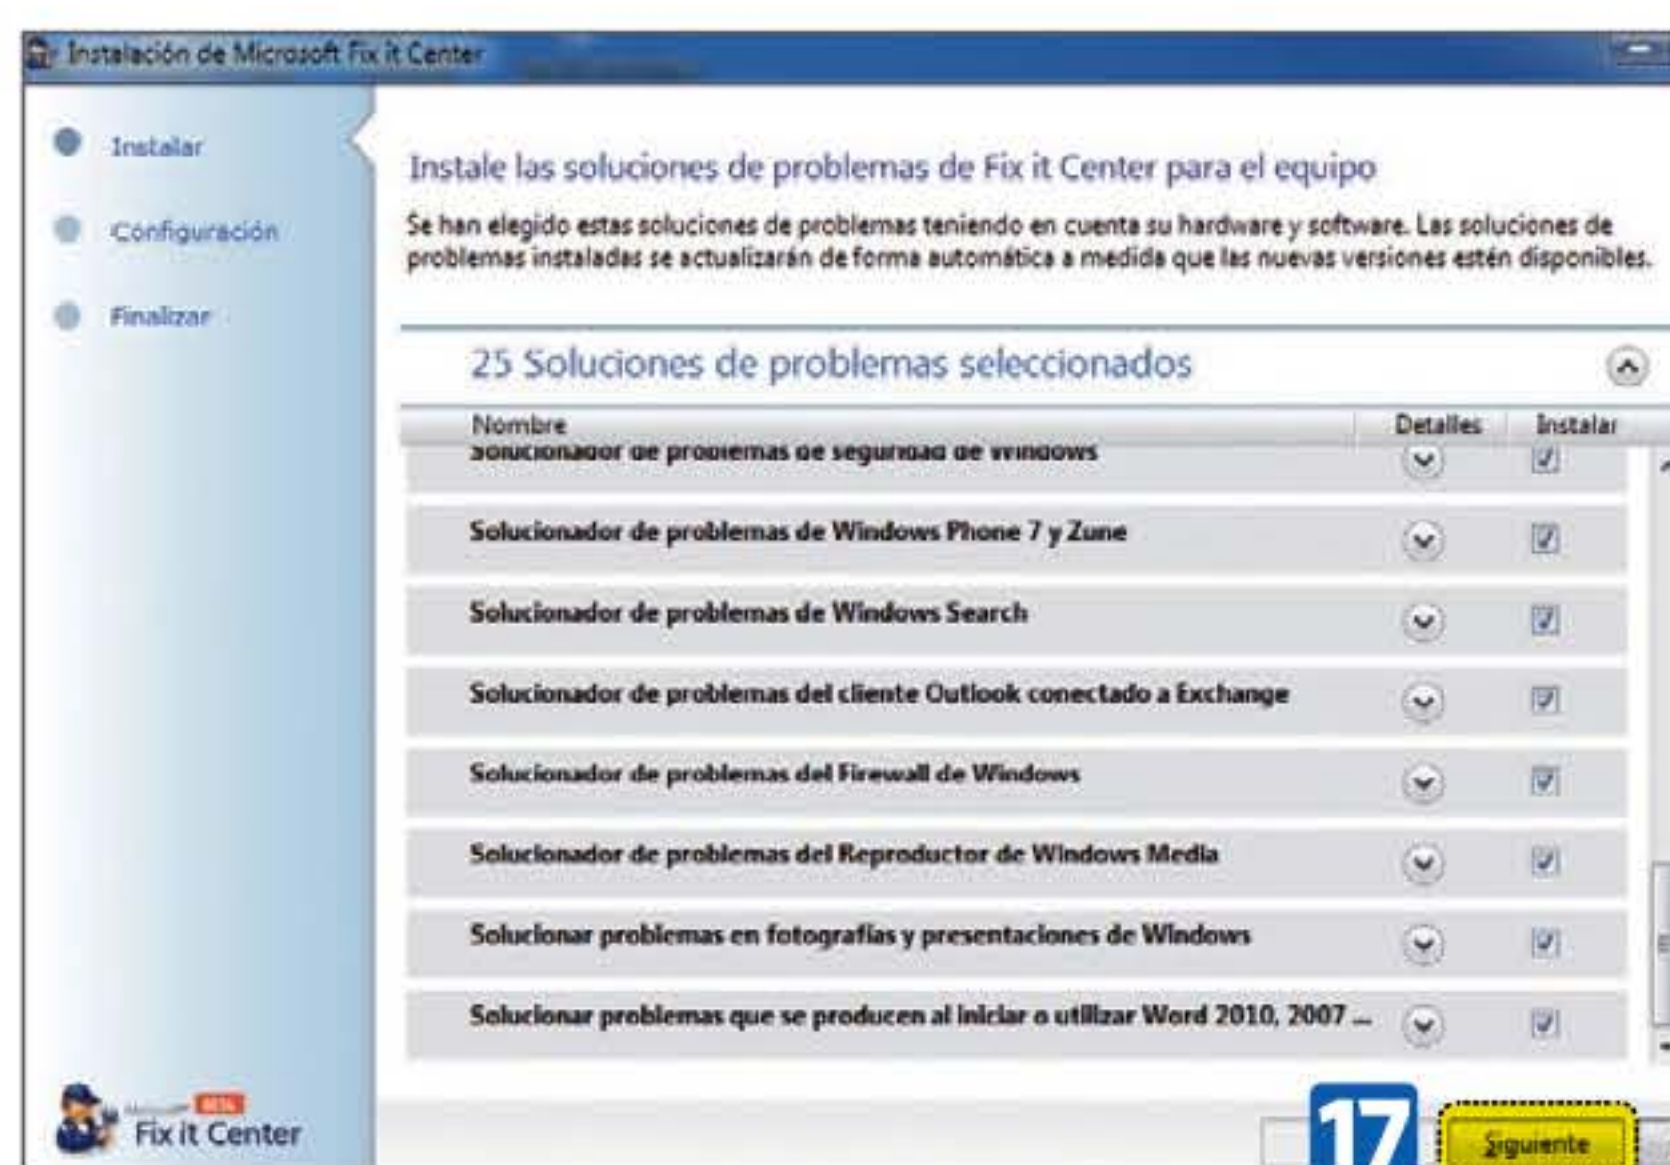 Instalación de Microsoft Fix it Center
Instalar
Configuración
Finalizar
Instale las soluciones de problemas de Fix it Center para el equipo
Se han elegido estas soluciones de problemas teniendo en cuenta su hardware y software. Las soluciones de
problemas instaladas se actualizarán de forma automática a medida que las nuevas versiones estén disponibles.
25 Soluciones de problemas seleccionados
Nombre Detalles Instalar
Solucionador de problemas de seguridad de Windows
Solucionador de problemas de Windows Phone 7 y Zune
Solucionador de problemas de Windows Search
Solucionador de problemas del cliente Outlook conectado a Exchange
Solucionador de problemas del Firewall de Windows
Solucionador de problemas del Reproductor de Windows Media
Solucionar problemas en fotografías y presentaciones de Windows
Solucionar problemas que se producen al iniciar o utilizar Word 2010, 2007 ...
Fix it Center
17
Siguiente